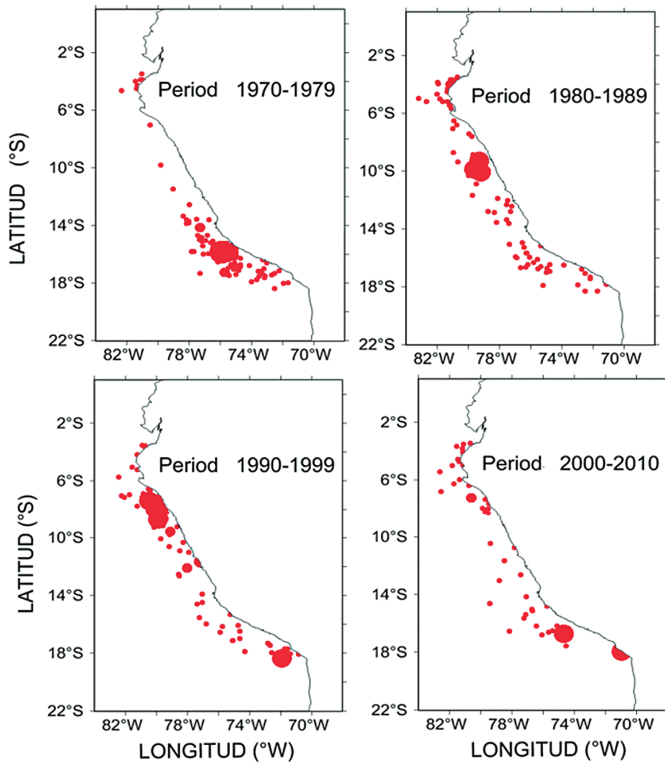 2°S
6°S
10°S
14°S
18°S
22°S
82°W 78°W 74°W 70°W
LATITUD (°S)
Period 1970-1979
2°S
6°S
10°S
14°S
18°S
22°S
82°W 78°W 74°W 70°W
Period 1980-1989
2°S
6°S
10°S
14°S
18°S
22°S
82°W 78°W 74°W 70°W
LATITUD (°S)
LONGITUD (°W)
Period 1990-1999
2°S
6°S
10°S
14°S
18°S
22°S
82°W 78°W 74°W 70°W
LONGITUD (°W)
Period 2000-2010